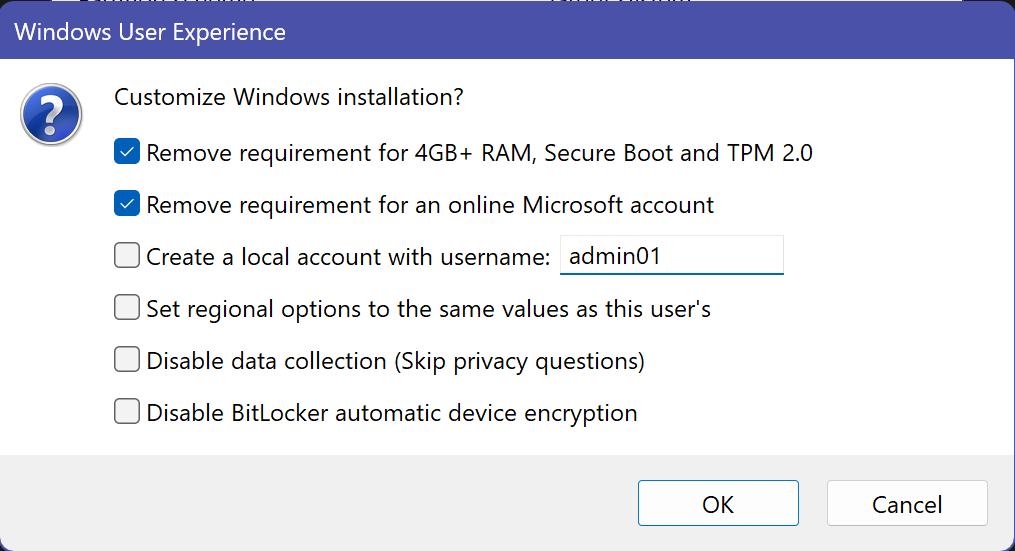 Windows User Experience
Customize Windows installation?
Remove requirement for 4GB+ RAM, Secure Boot and TPM 2.0
Remove requirement for an online Microsoft account
Create a local account with username: admin01
Set regional options to the same values as this user's
Disable data collection (Skip privacy questions)
Disable BitLocker automatic device encryption
OK Cancel